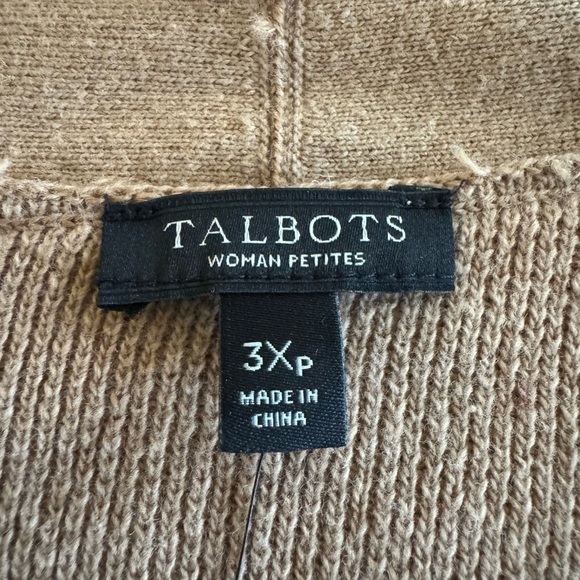 TALBOTS
WOMAN PETITES
3XP
MADE IN
CHINA